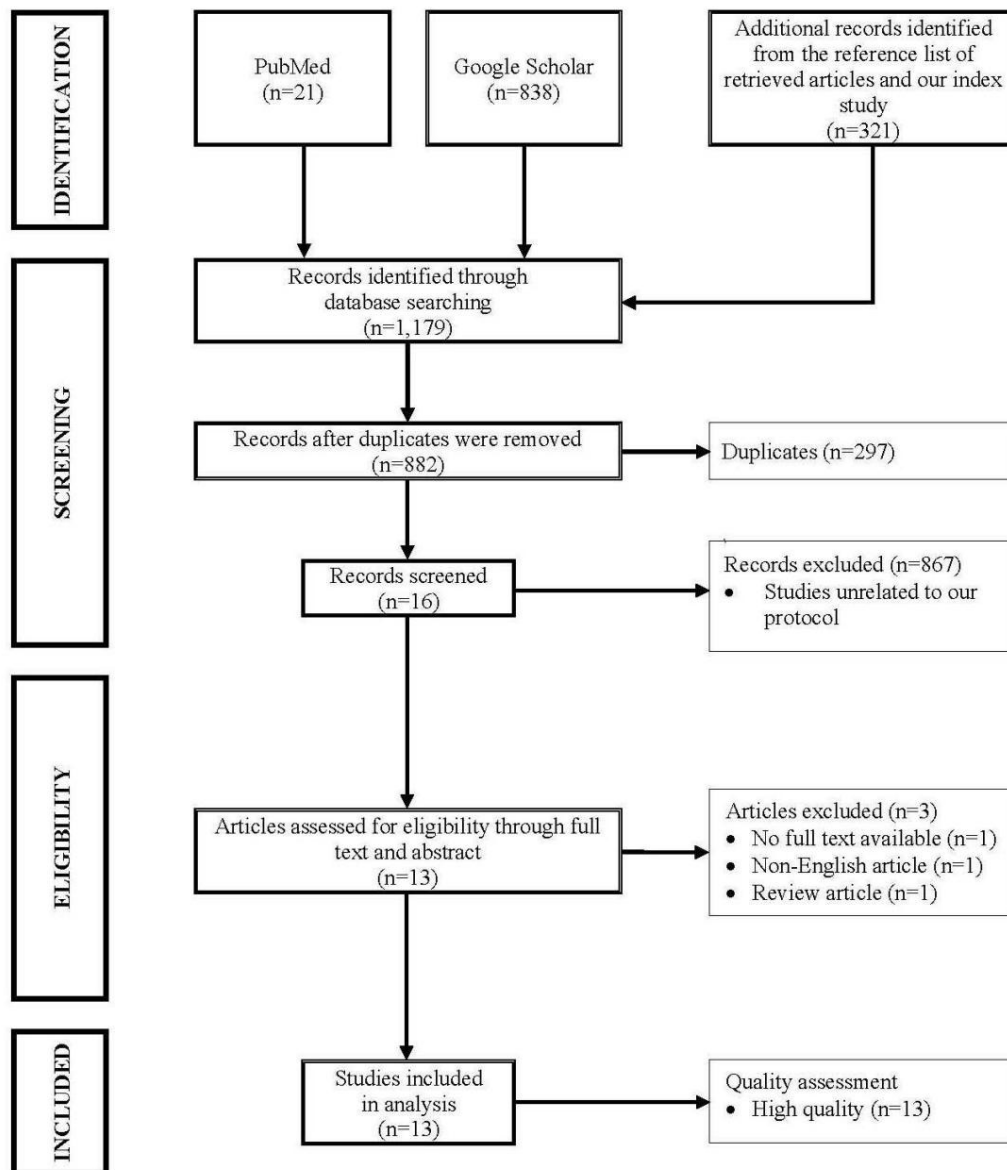 IDENTIFICATION
PubMed
(n=21)
Google Scholar
(n=838)
Additional records identified
from the reference list of
retrieved articles and our index
study
(n=321)
SCREENING
Records identified through
database searching
(n=1,179)
Records after duplicates were removed
(n=882)
Duplicates (n=297)
Records screened
(n=16)
Records excluded (n=867)
• Studies unrelated to our
protocol
ELIGIBILITY
Articles assessed for eligibility through full
text and abstract
(n=13)
Articles excluded (n=3)
• No full text available (n=1)
• Non-English article (n=1)
• Review article (n=1)
INCLUDED
Studies included
in analysis
(n=13)
Quality assessment
• High quality (n=13)